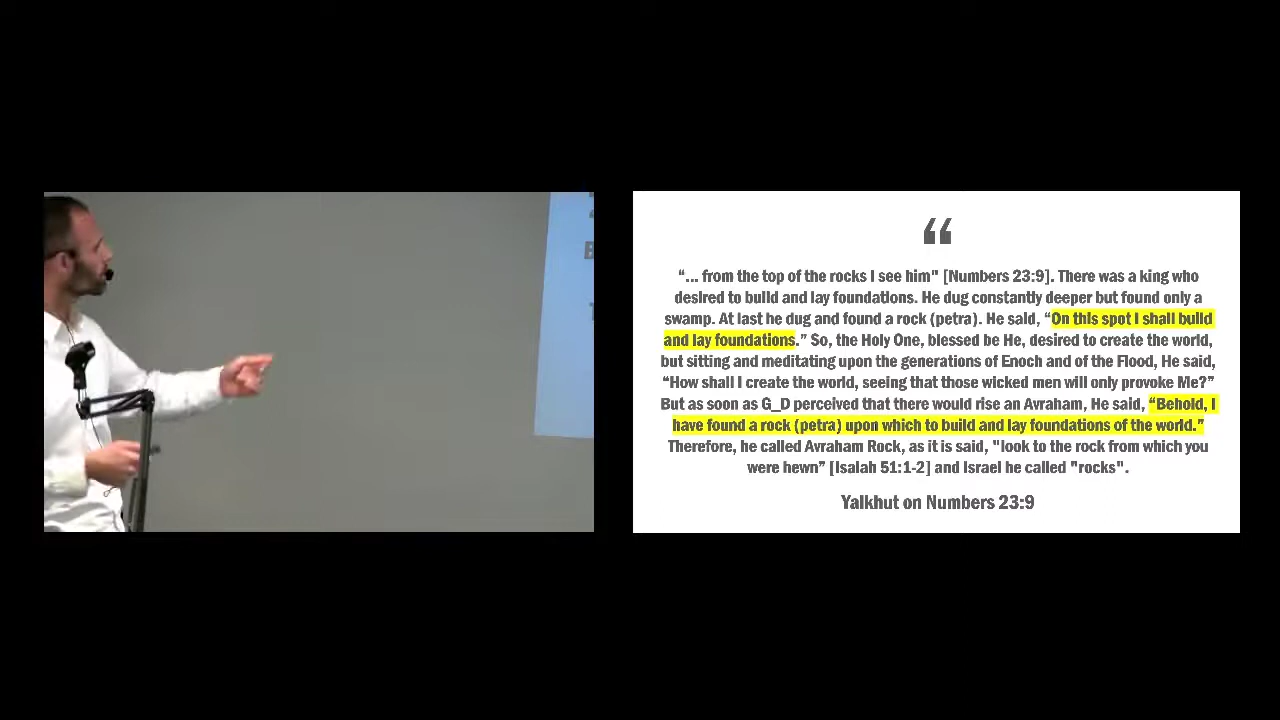 “
“... from the top of the rocks I see him" [Numbers 23:9]. There was a king who
desired to build and lay foundations. He dug constantly deeper but found only a
swamp. At last he dug and found a rock (petra). He said, “On this spot I shall build
and lay foundations.” So, the Holy One, blessed be He, desired to create the world,
but sitting and meditating upon the generations of Enoch and of the Flood, He said,
“How shall I create the world, seeing that those wicked men will only provoke Me?”
But as soon as G_D perceived that there would rise an Avraham, He said, “Behold, I
have found a rock (petra) upon which to build and lay foundations of the world.”
Therefore, he called Avraham Rock, as it is said, "look to the rock from which you
were hewn” [Isaiah 51:1-2] and Israel he called "rocks".
Yalkhut on Numbers 23:9